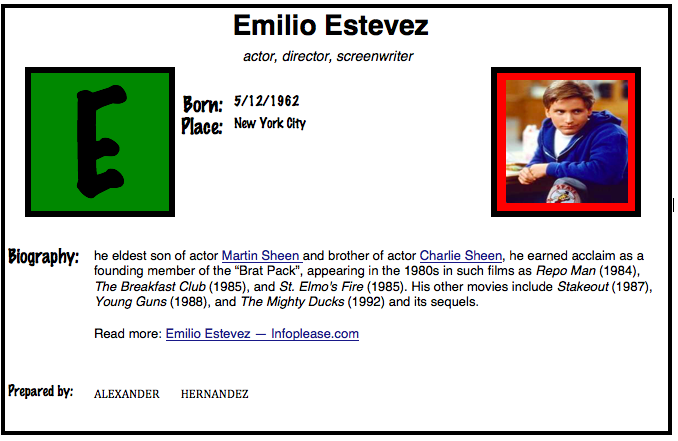 Emilio Estevez
actor, director, screenwriter
E
Born: 5/12/1962
Place: New York City
Biography: he eldest son of actor Martin Sheen and brother of actor Charlie Sheen, he earned acclaim as a
founding member of the “Brat Pack”, appearing in the 1980s in such films as Repo Man (1984),
The Breakfast Club (1985), and St. Elmo's Fire (1985). His other movies include Stakeout (1987),
Young Guns (1988), and The Mighty Ducks (1992) and its sequels.
Read more: Emilio Estevez — Infoplease.com
Prepared by: ALEXANDER HERNANDEZ